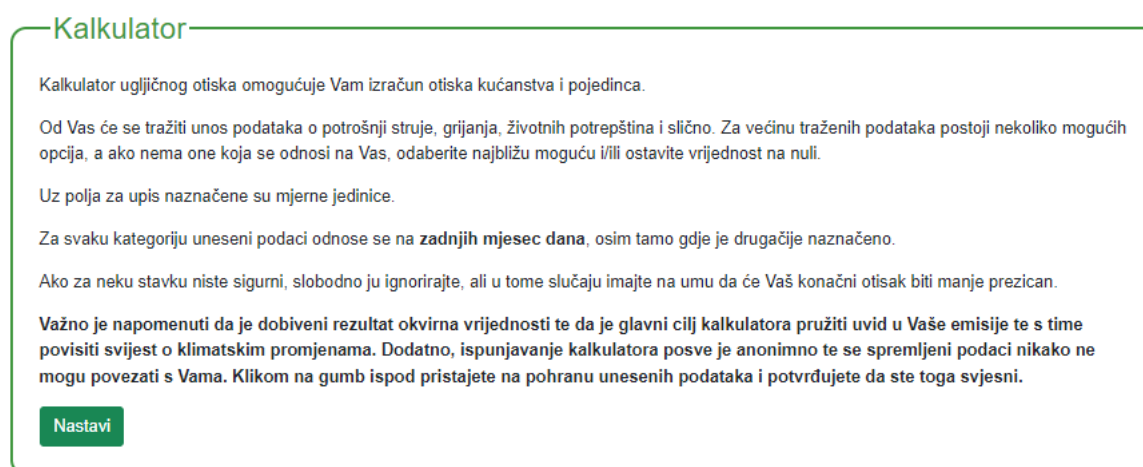 Kalkulator
Kalkulator ugljičnog otiska omogućuje Vam izračun otiska kućanstva i pojedinca.
Od Vas će se tražiti unos podataka o potrošnji struje, grijanja, životnih potrepština i slično. Za većinu traženih podataka postoji nekoliko mogućih
opcija, a ako nema one koja se odnosi na Vas, odaberite najbližu moguću i/ili ostavite vrijednost na nuli.
Uz polja za upis naznačene su mjerne jedinice.
Za svaku kategoriju uneseni podaci odnose se na zadnjih mjesec dana, osim tamo gdje je drugačije naznačeno.
Ako za neku stavku niste sigurni, slobodno ju ignorirajte, ali u tome slučaju imajte na umu da će Vaš konačni otisak biti manje prezican.
Važno je napomenuti da je dobiveni rezultat okvirna vrijednosti te da je glavni cilj kalkulatora pružiti uvid u Vaše emisije te s time
povisiti svijest o klimatskim promjenama. Dodatno, ispunjavanje kalkulatora posve je anonimno te se spremljeni podaci nikako ne
mogu povezati s Vama. Klikom na gumb ispod pristajete na pohranu unesenih podataka i potvrđujete da ste toga svjesni.
Nastavi